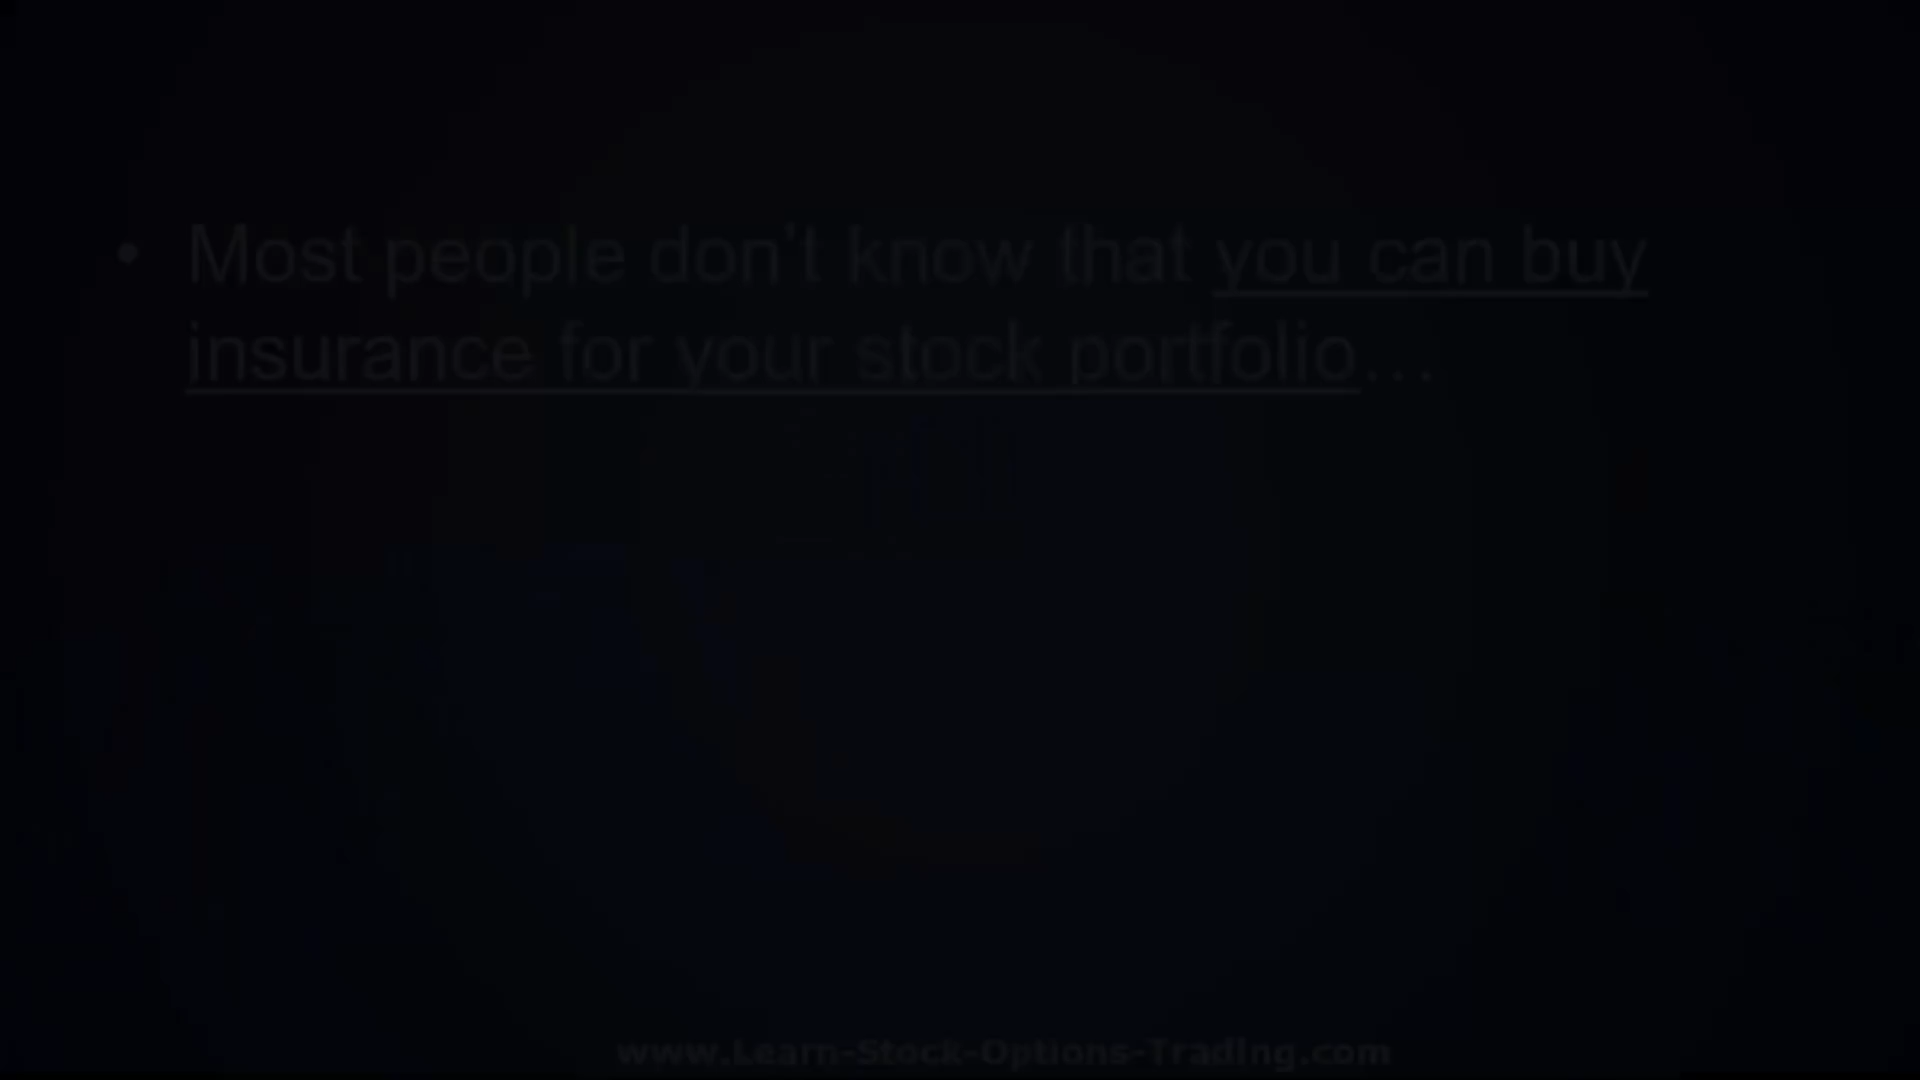 • Most people don't know that you can buy
insurance for your stock portfolio...
www.Learn-Stock-Options-Trading.com